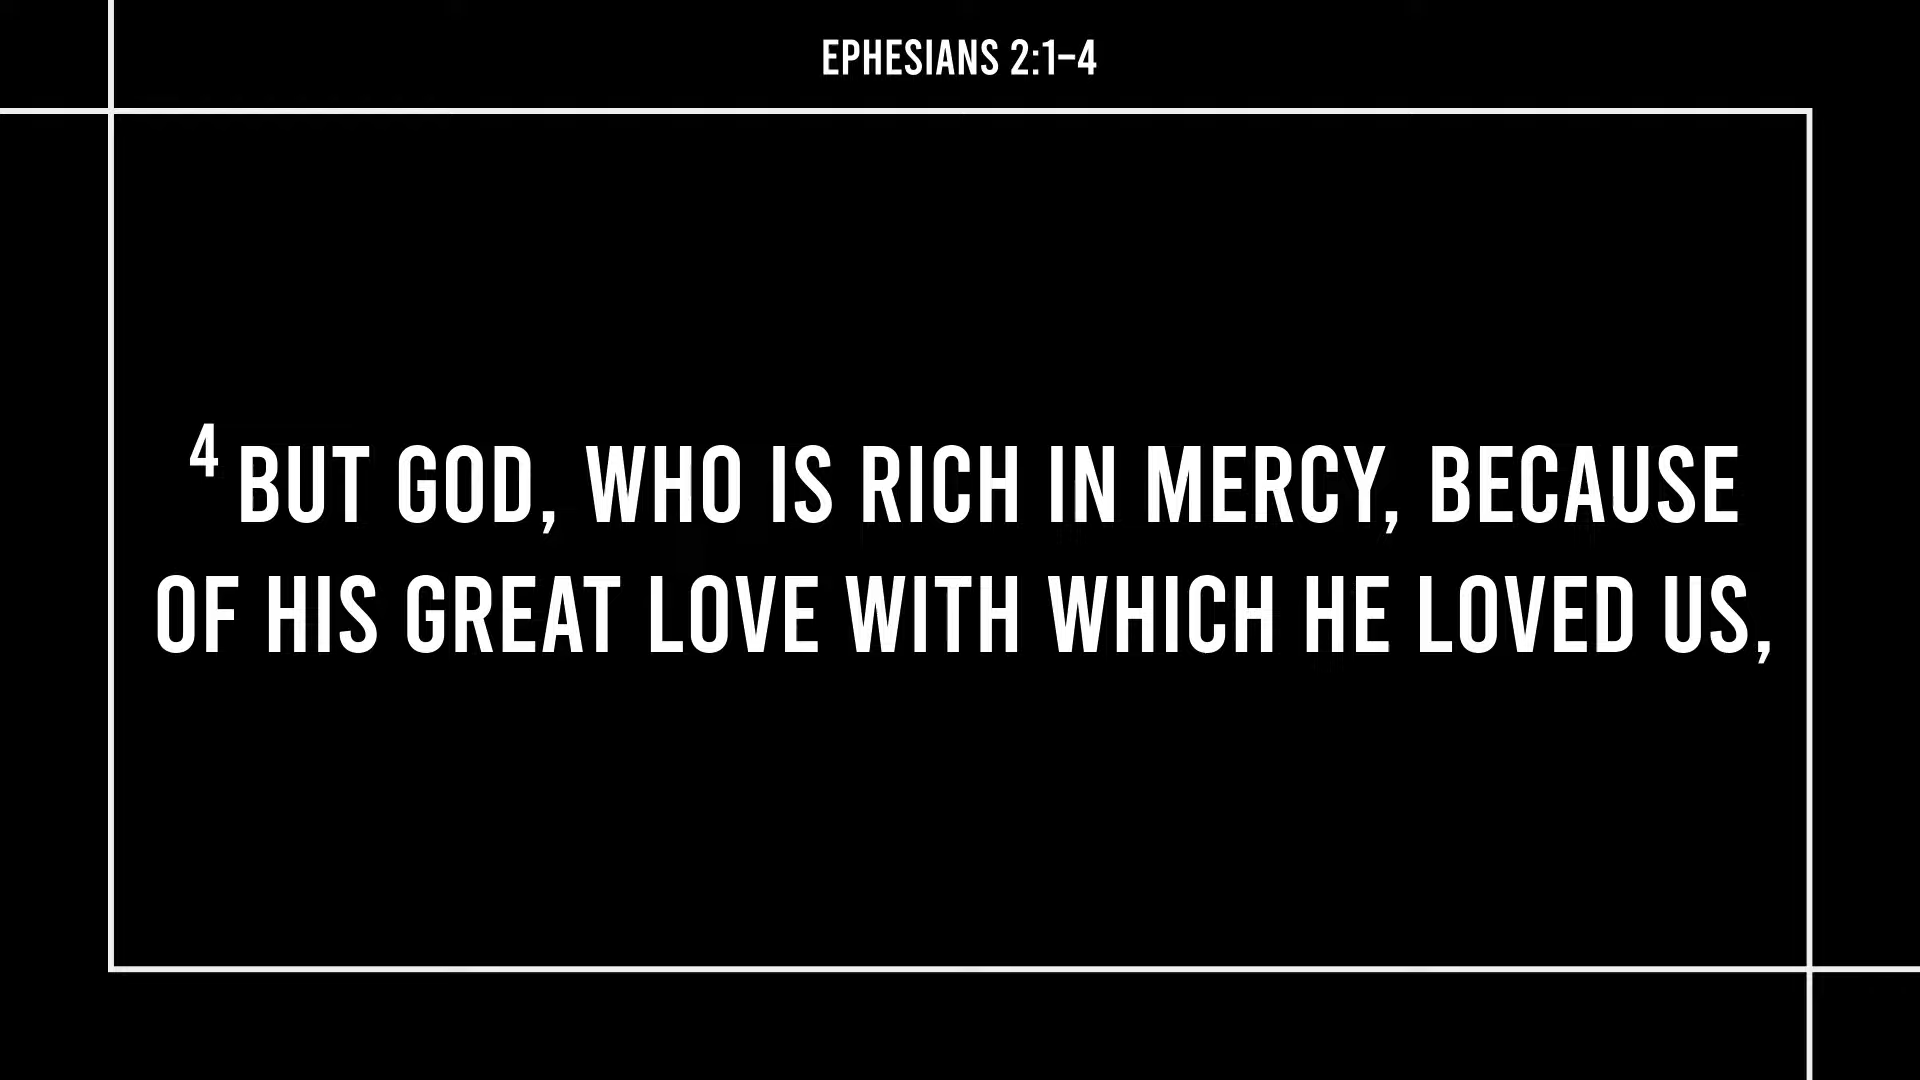 EPHESIANS 2:1–4
4 BUT GOD, WHO IS RICH IN MERCY, BECAUSE
OF HIS GREAT LOVE WITH WHICH HE LOVED US,